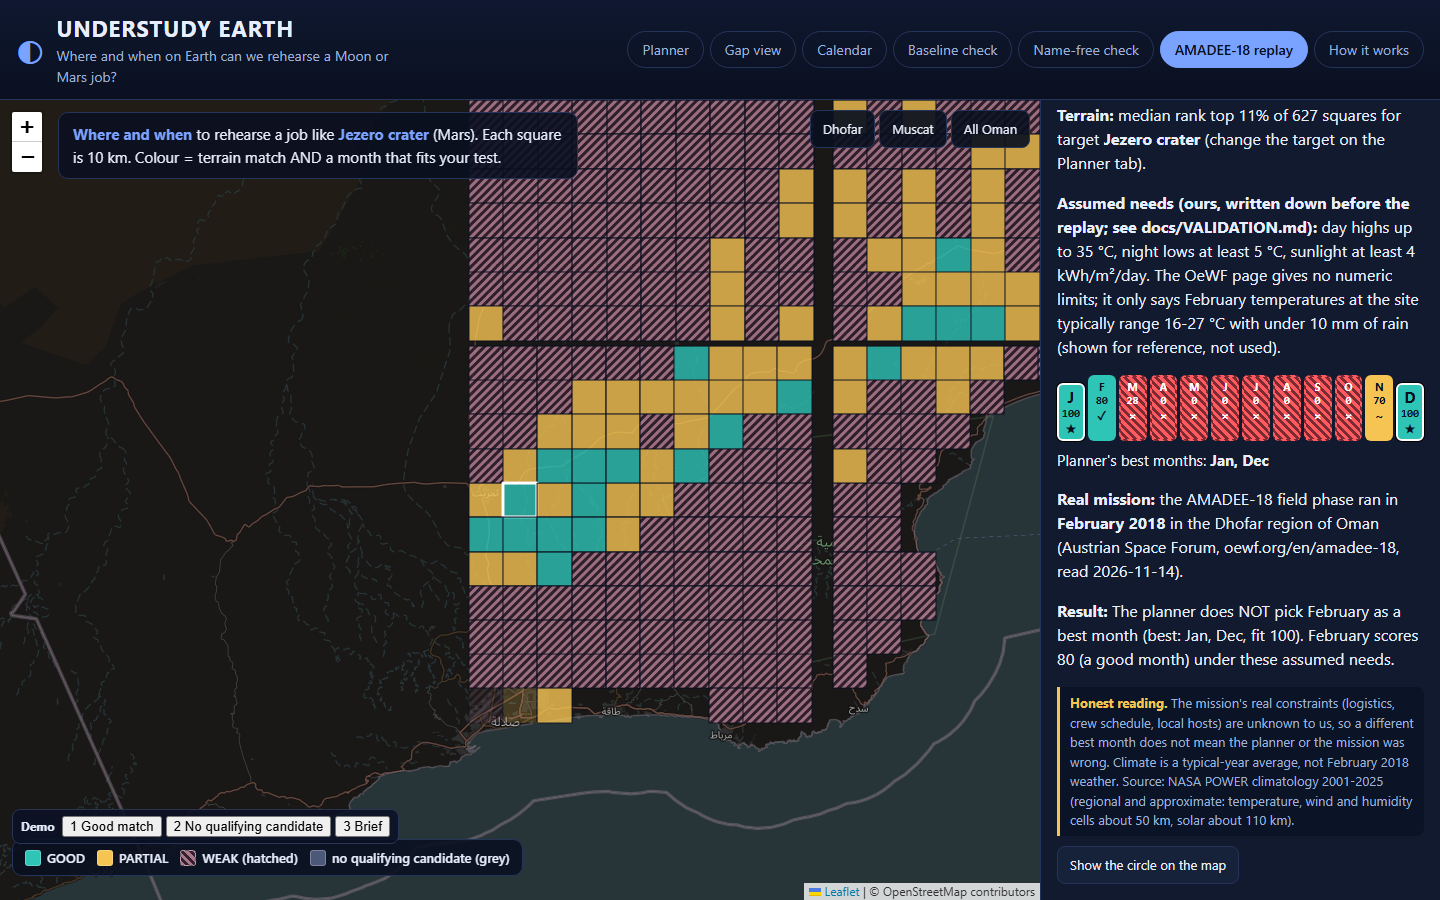 UNDERSTUDY EARTH
Where and when on Earth can we rehearse a Moon or
Mars job?
Planner
Gap view
Calendar
Baseline check
Name-free check
AMADEE-18 replay
How it works
+
−
Where and when to rehearse a job like Jezero crater (Mars). Each square
is 10 km. Colour = terrain match AND a month that fits your test.
Dhofar
Muscat
All Oman
صلالة
طاقة
مرباط
سدح
Demo
1 Good match
2 No qualifying candidate
3 Brief
GOOD
PARTIAL
WEAK (hatched)
no qualifying candidate (grey)
Leaflet | © OpenStreetMap contributors
Terrain: median rank top 11% of 627 squares for
target Jezero crater (change the target on the
Planner tab).
Assumed needs (ours, written down before the
replay; see docs/VALIDATION.md): day highs up
to 35 °C, night lows at least 5 °C, sunlight at least 4
kWh/m²/day. The OeWF page gives no numeric
limits; it only says February temperatures at the site
typically range 16-27 °C with under 10 mm of rain
(shown for reference, not used).
J F M A M J J A S O N D
100 80 28 0 0 0 0 0 0 0 70 100
★ ✓ × × × × × × × × ~ ★
Planner's best months: Jan, Dec
Real mission: the AMADEE-18 field phase ran in
February 2018 in the Dhofar region of Oman
(Austrian Space Forum, oewf.org/en/amadee-18,
read 2026-11-14).
Result: The planner does NOT pick February as a
best month (best: Jan, Dec, fit 100). February scores
80 (a good month) under these assumed needs.
Honest reading. The mission's real constraints (logistics,
crew schedule, local hosts) are unknown to us, so a different
best month does not mean the planner or the mission was
wrong. Climate is a typical-year average, not February 2018
weather. Source: NASA POWER climatology 2001-2025
(regional and approximate: temperature, wind and humidity
cells about 50 km, solar about 110 km).
Show the circle on the map